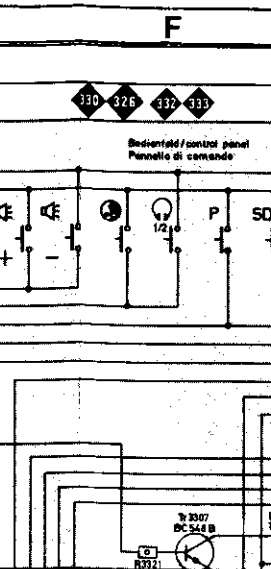 F
330 326 332 333
Bedienfeld/control panel
Pannello di comando
P SD
+ − 1/2
Tr 3307
BC 548 B
R3321